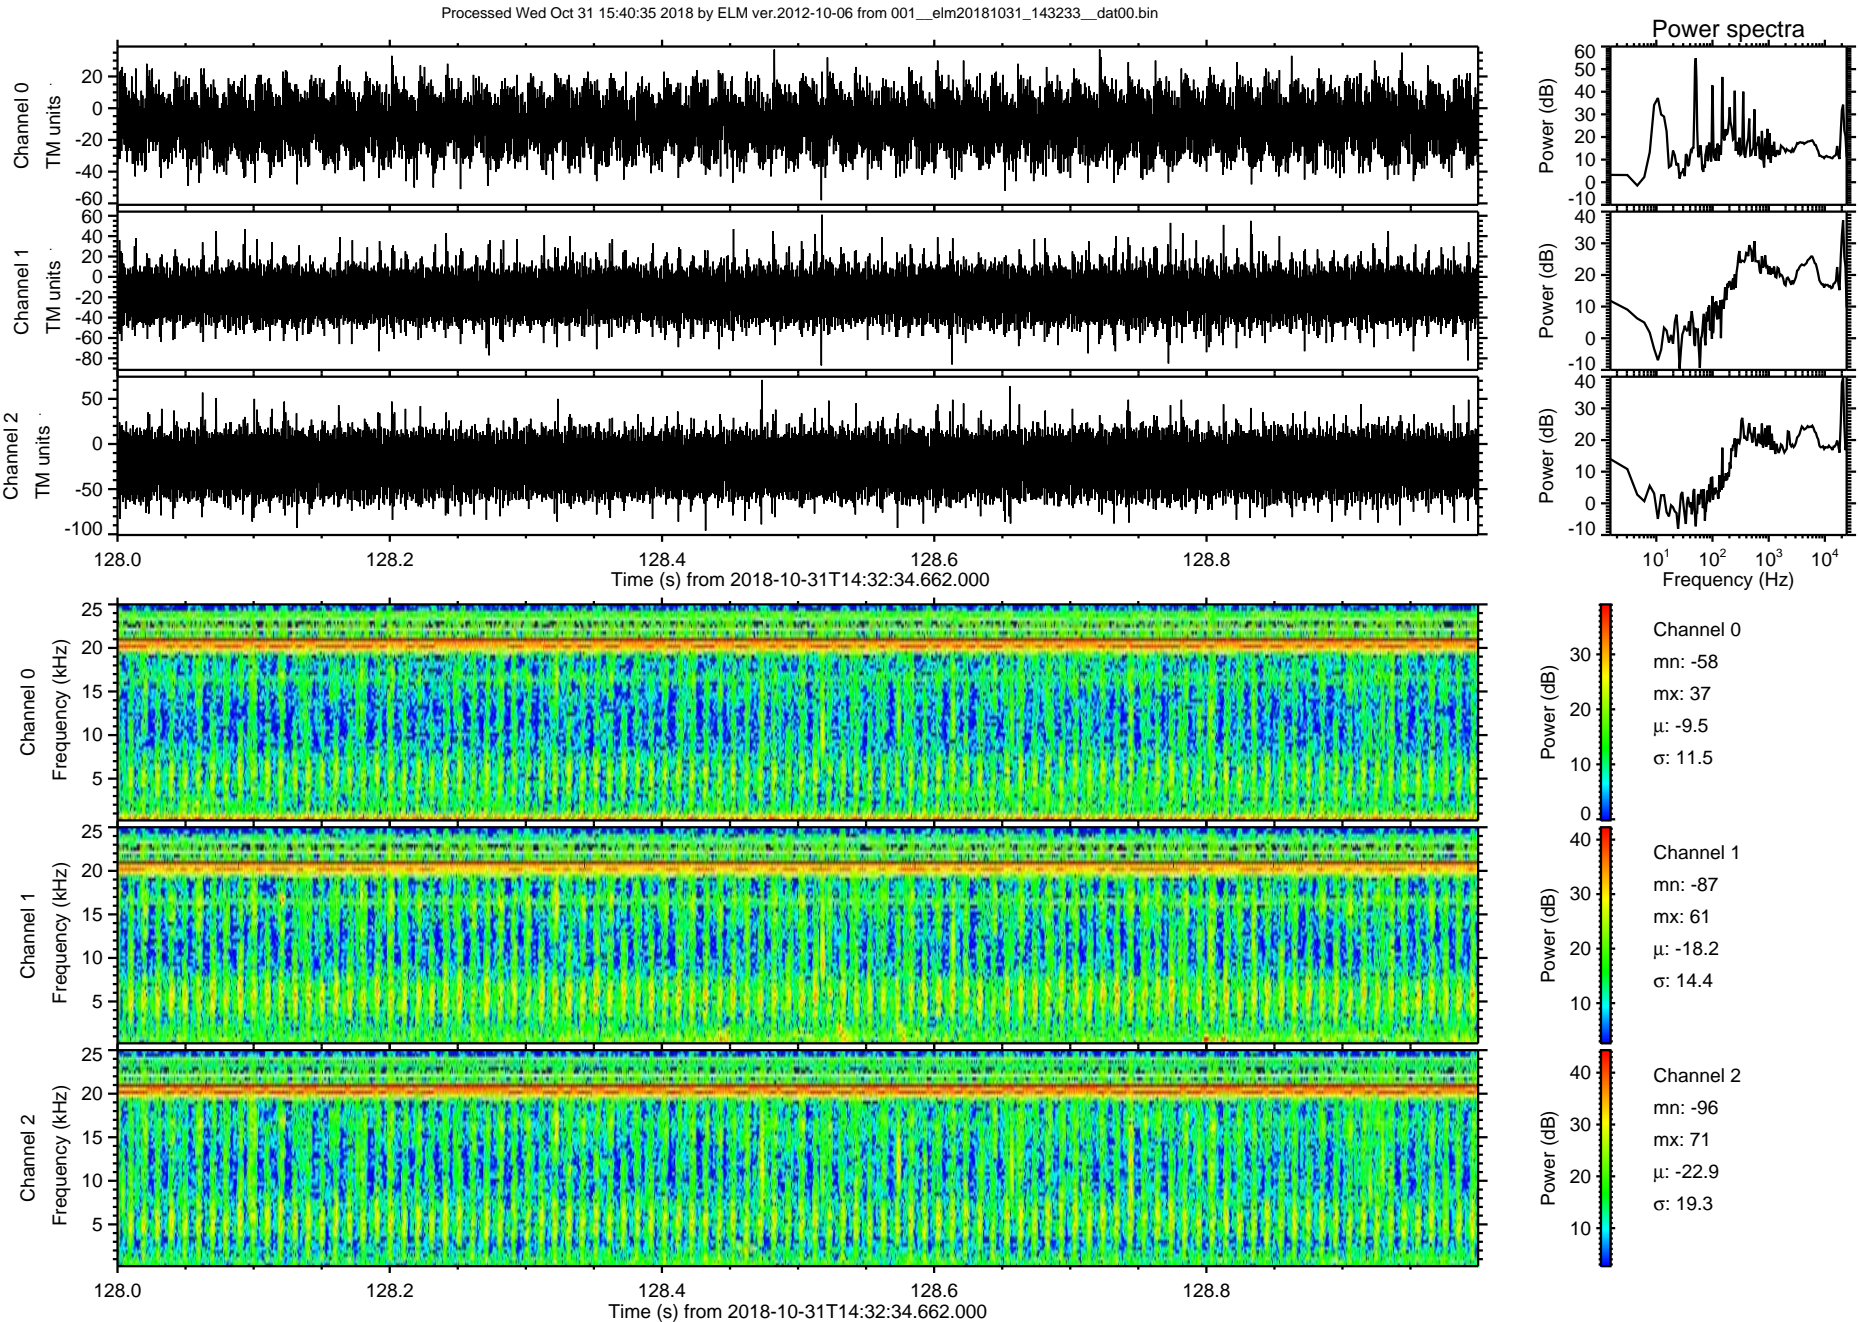 Processed Wed Oct 31 15:40:35 2018 by ELM ver.2012-10-06 from 001__elm20181031_143233__dat00.bin
Power spectra
Channel 0
TM units
20
0
-20
-40
-60
Power (dB)
60
50
40
30
20
10
0
-10
Channel 1
TM units
60
40
20
0
-20
-40
-60
-80
Power (dB)
40
30
20
10
0
-10
Channel 2
TM units
50
0
-50
-100
Power (dB)
40
30
20
10
0
-10
128.0 128.2 128.4 128.6 128.8
Time (s) from 2018-10-31T14:32:34.662.000
10¹ 10² 10³ 10⁴
Frequency (Hz)
Channel 0
Frequency (kHz)
25
20
15
10
5
Power (dB)
30
20
10
0
Channel 0
mn: -58
mx: 37
μ: -9.5
σ: 11.5
Channel 1
Frequency (kHz)
25
20
15
10
5
Power (dB)
40
30
20
10
Channel 1
mn: -87
mx: 61
μ: -18.2
σ: 14.4
Channel 2
Frequency (kHz)
25
20
15
10
5
Power (dB)
40
30
20
10
Channel 2
mn: -96
mx: 71
μ: -22.9
σ: 19.3
128.0 128.2 128.4 128.6 128.8
Time (s) from 2018-10-31T14:32:34.662.000